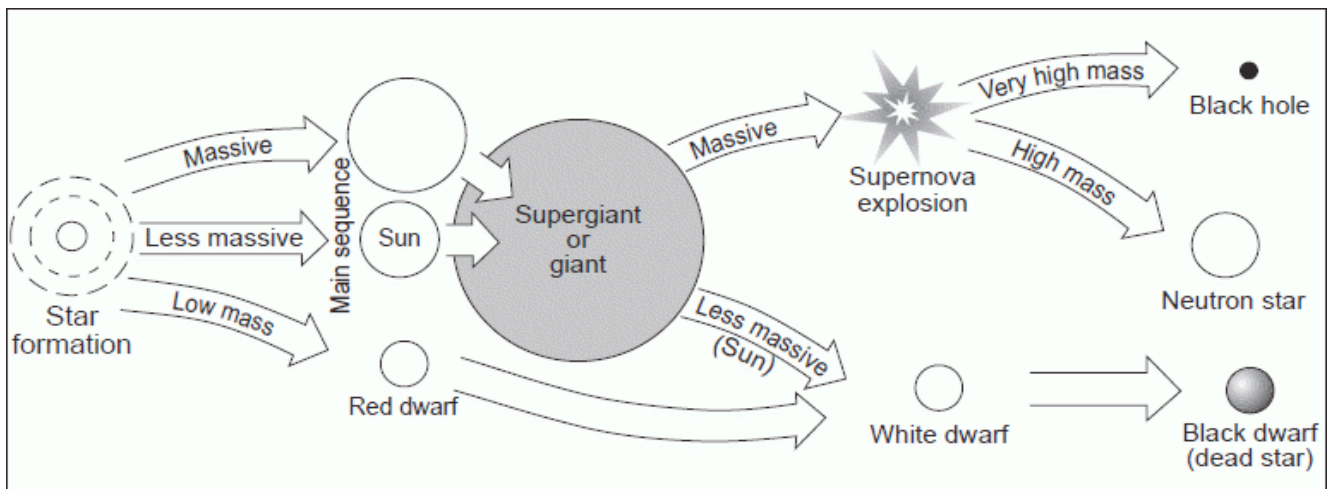 Star
formation
Massive
Less massive
Low mass
Main sequence
Sun
Red dwarf
Supergiant
or
giant
Massive
Less massive
(Sun)
Supernova
explosion
Very high mass
High mass
Black hole
Neutron star
White dwarf
Black dwarf
(dead star)